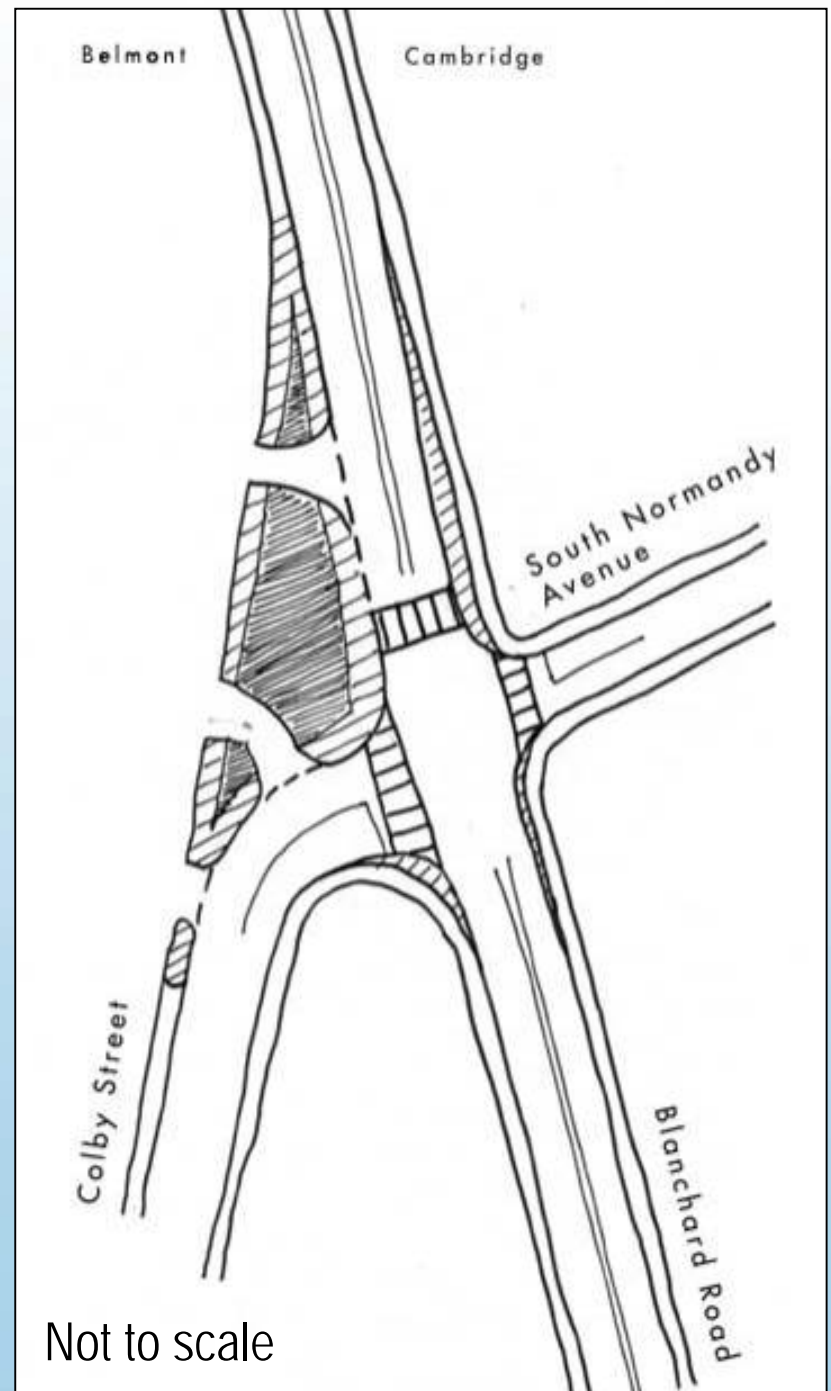 Belmont
Cambridge
South Normandy
Avenue
Colby Street
Blanchard Road
Not to scale